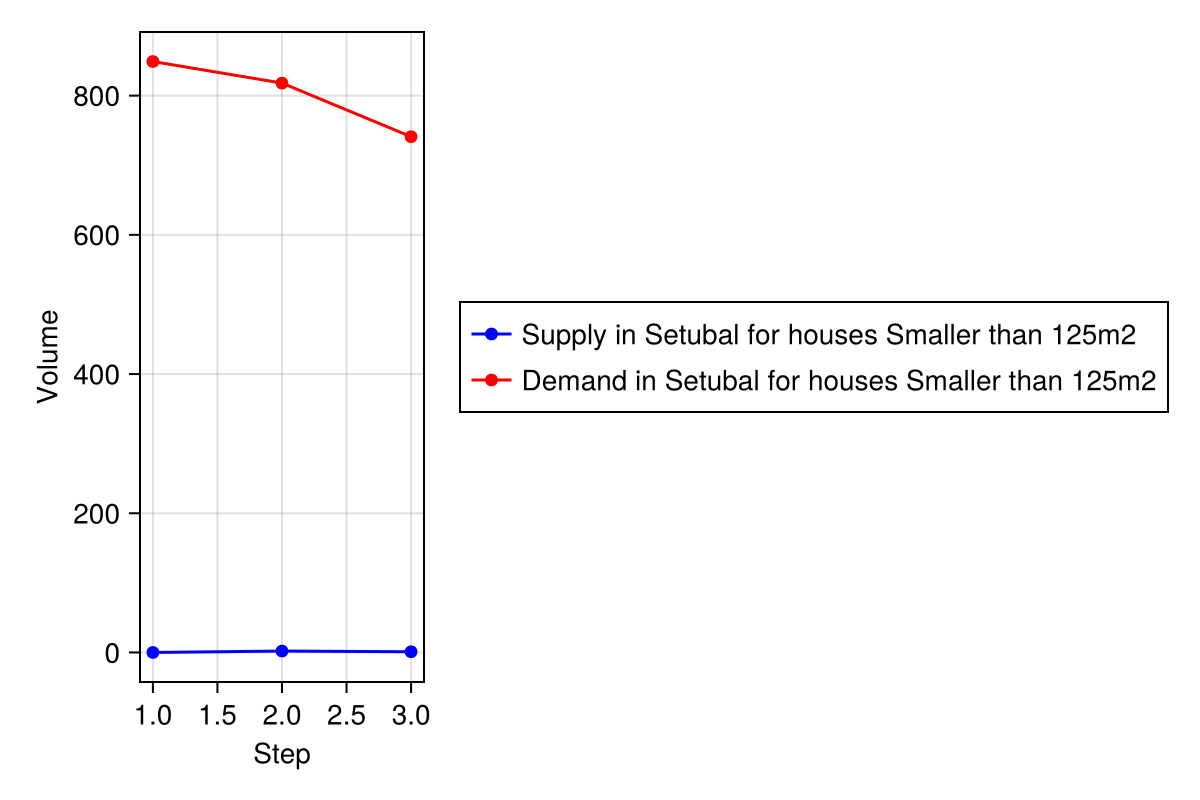 800
600
400
200
0
Volume
1.0 1.5 2.0 2.5 3.0
Step
Supply in Setubal for houses Smaller than 125m2
Demand in Setubal for houses Smaller than 125m2